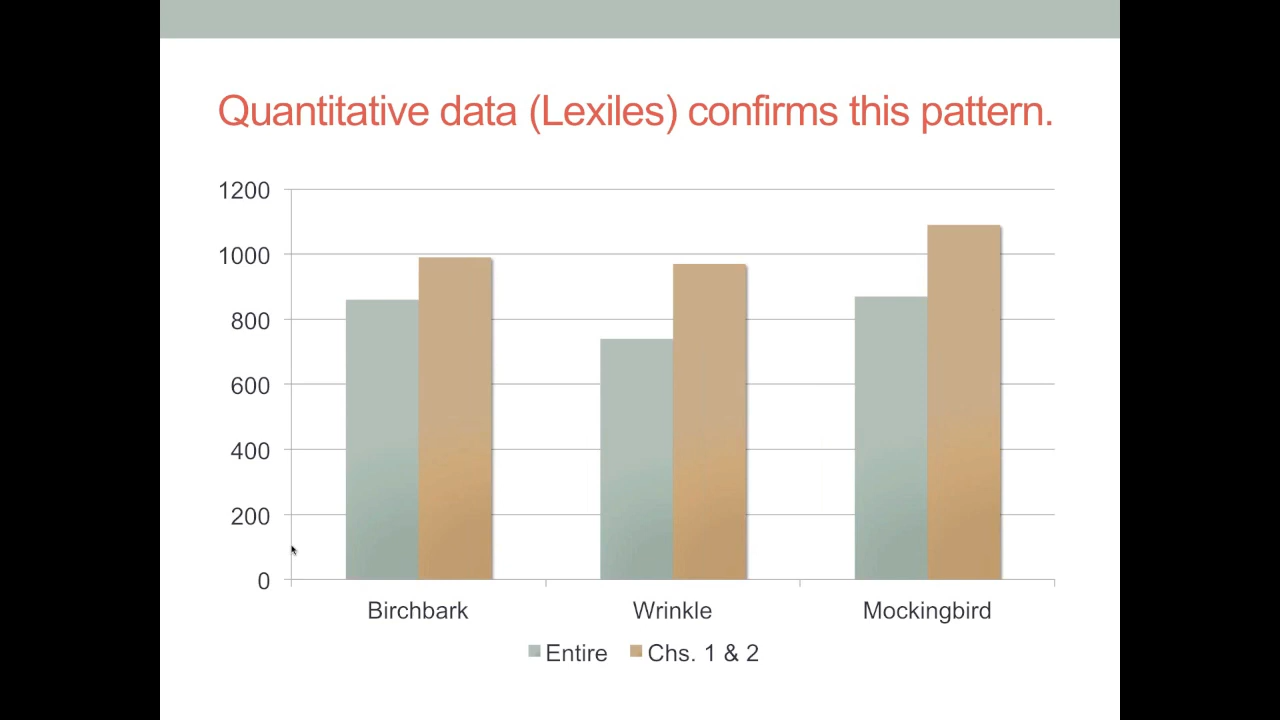 Quantitative data (Lexiles) confirms this pattern.
1200
1000
800
600
400
200
0
Birchbark Wrinkle Mockingbird
Entire Chs. 1 & 2